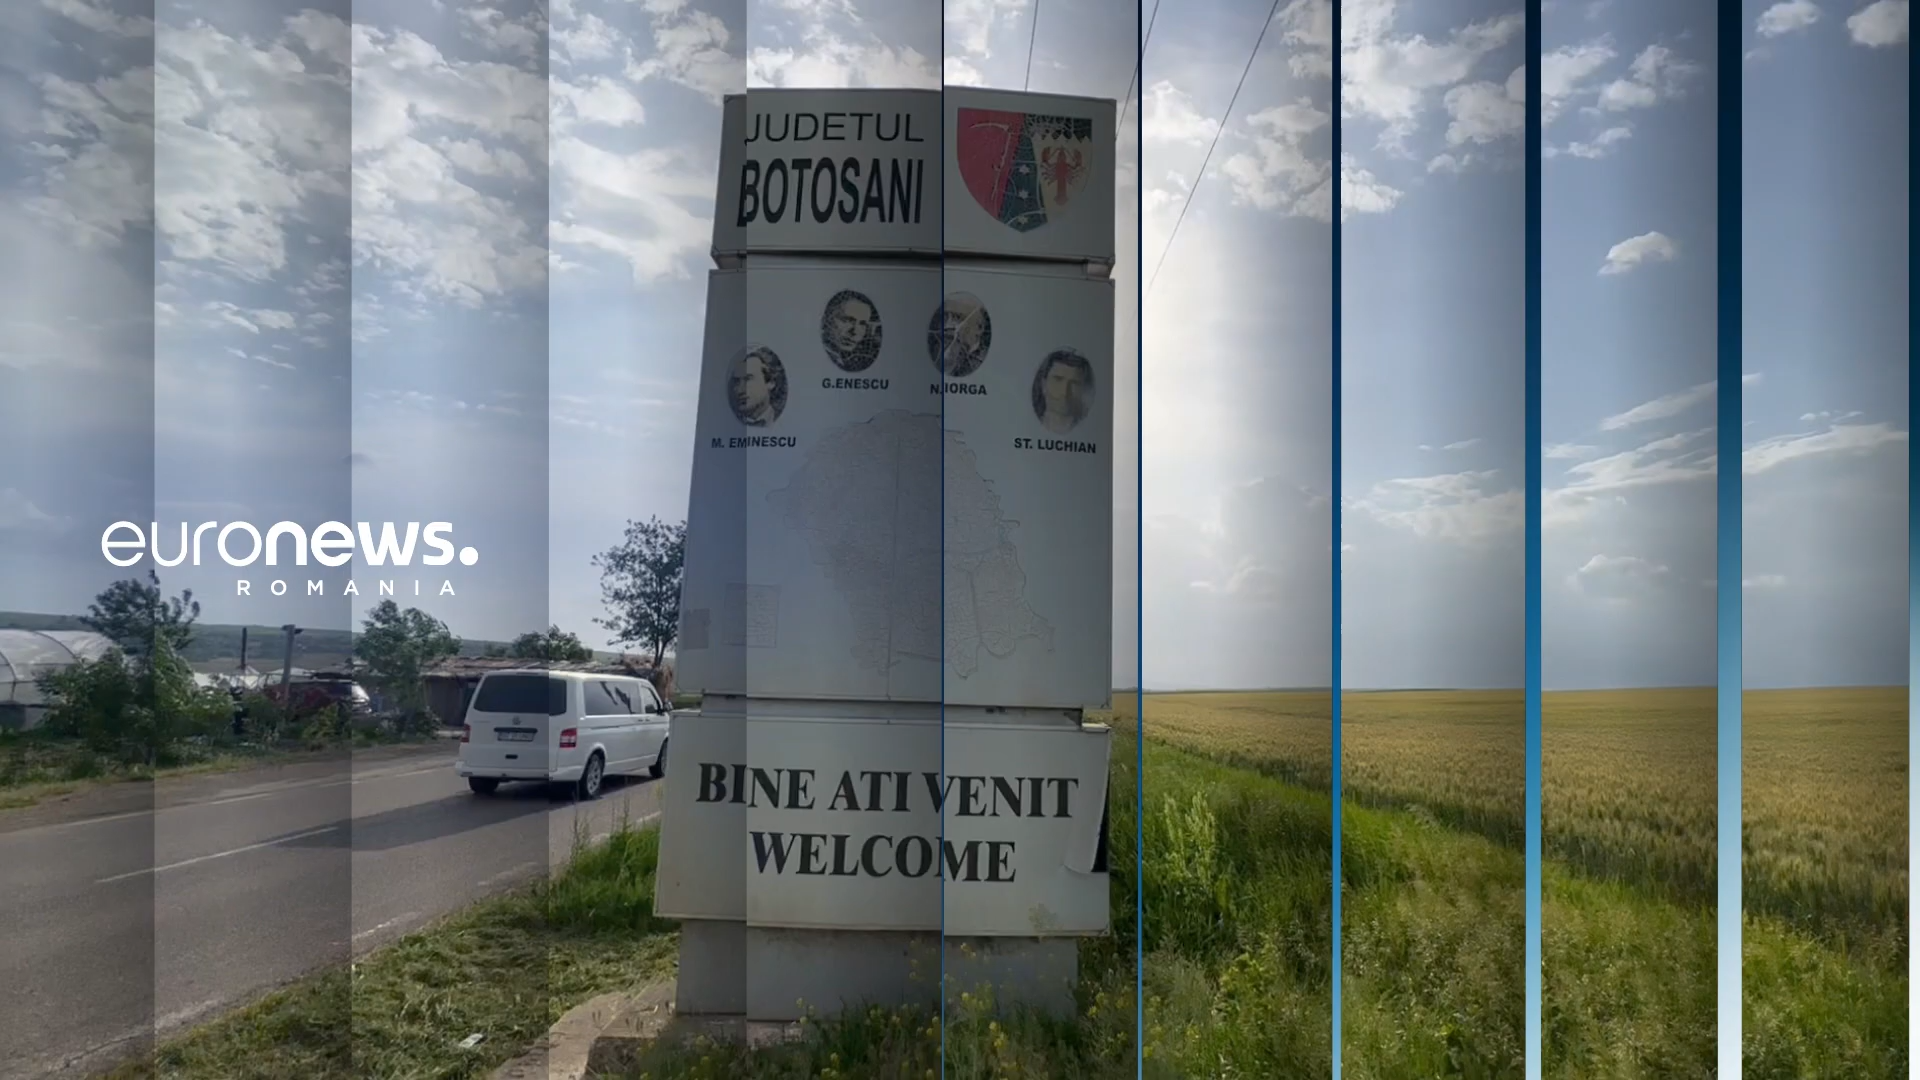 JUDETUL
BOTOSANI
G.ENESCU
N.IORGA
M. EMINESCU
ST. LUCHIAN
euronews.
ROMANIA
BINE ATI VENIT
WELCOME